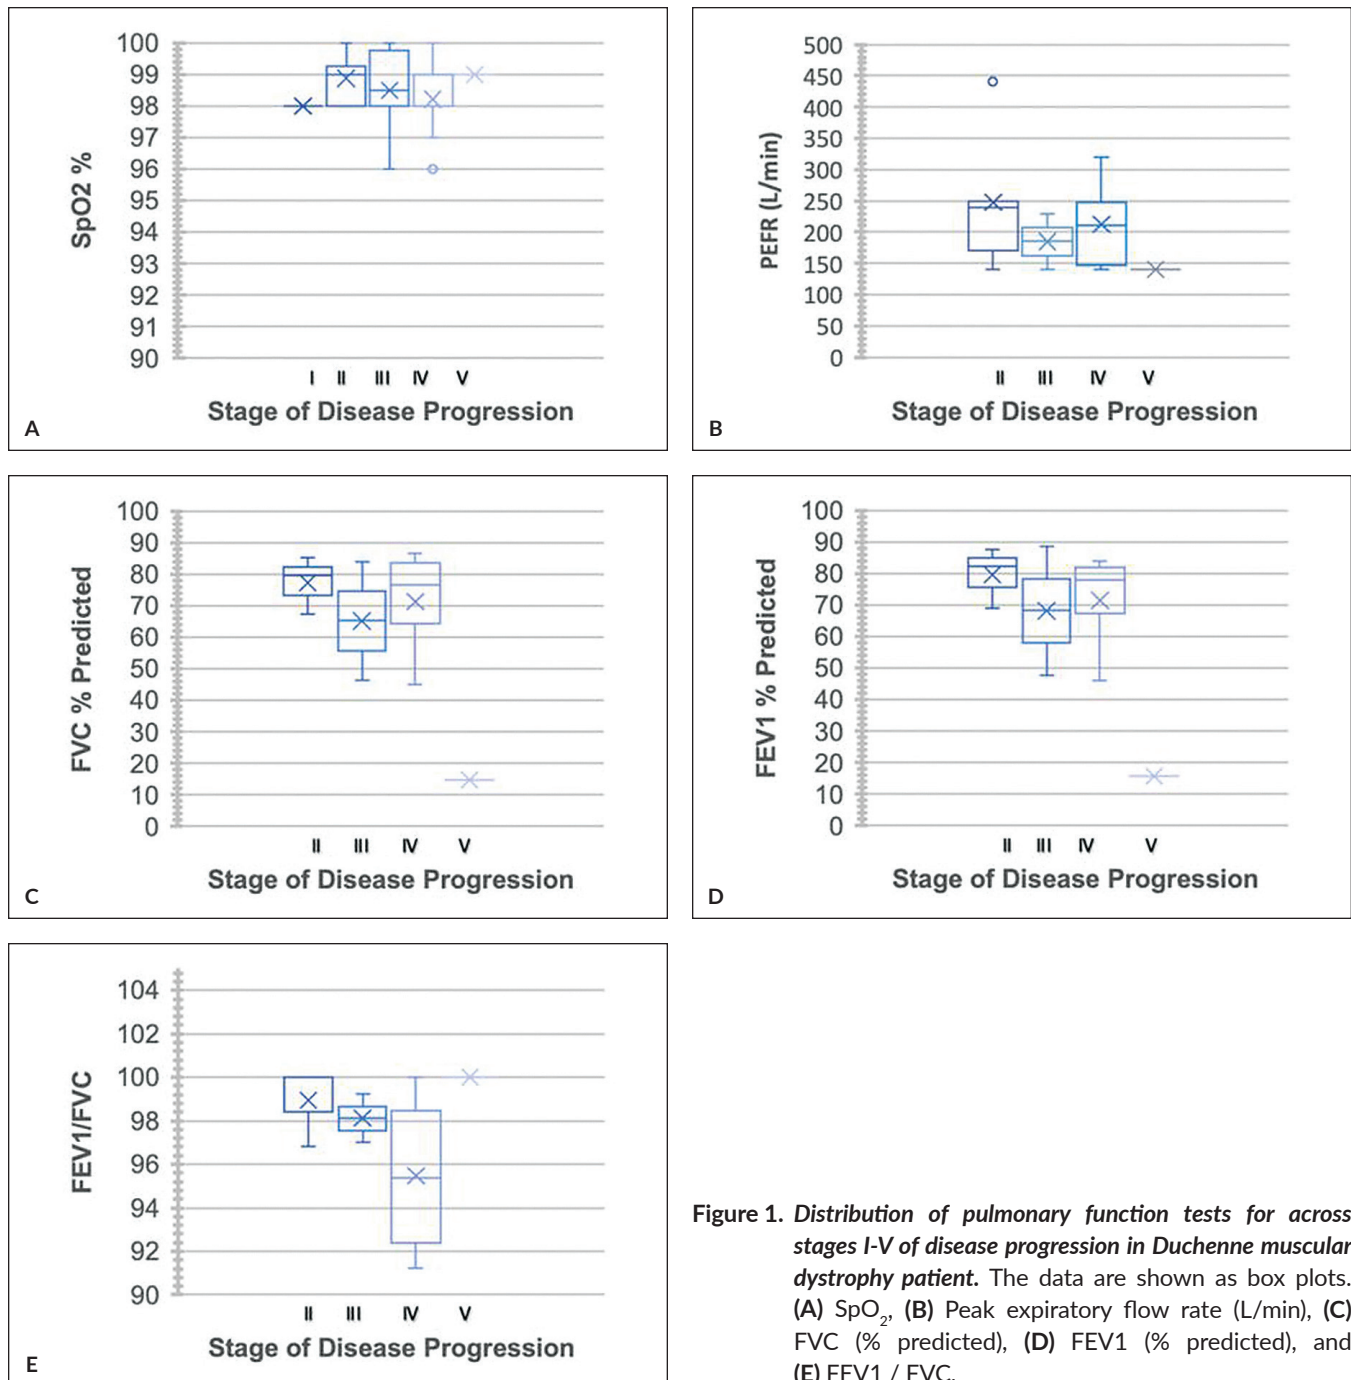 100
99
98
97
96
95
94
93
92
91
90
SpO2 %
I II III IV V
Stage of Disease Progression
A
500
450
400
350
300
250
200
150
100
50
0
PEFR (L/min)
II III IV V
Stage of Disease Progression
B
100
90
80
70
60
50
40
30
20
10
0
FVC % Predicted
II III IV V
Stage of Disease Progression
C
100
90
80
70
60
50
40
30
20
10
0
FEV1 % Predicted
II III IV V
Stage of Disease Progression
D
104
102
100
98
96
94
92
90
FEV1/FVC
II III IV V
Stage of Disease Progression
E
Figure 1. Distribution of pulmonary function tests for across
stages I-V of disease progression in Duchenne muscular
dystrophy patient. The data are shown as box plots.
(A) SpO2, (B) Peak expiratory flow rate (L/min), (C)
FVC (% predicted), (D) FEV1 (% predicted), and
(E) FEV1 / FVC.